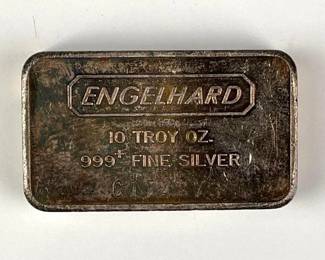 ENGELHARD
10 TROY OZ.
999+ FINE SILVER